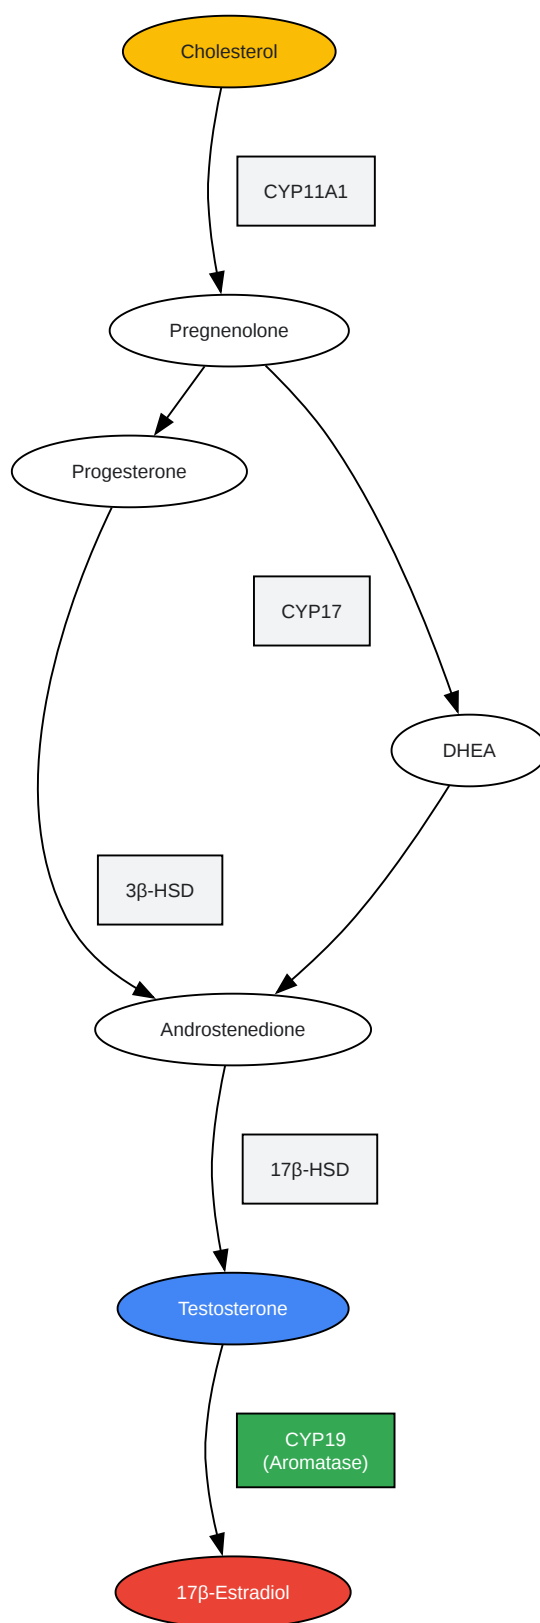 Cholesterol
CYP11A1
Pregnenolone
Progesterone
CYP17
DHEA
3β-HSD
Androstenedione
17β-HSD
Testosterone
CYP19
(Aromatase)
17β-Estradiol